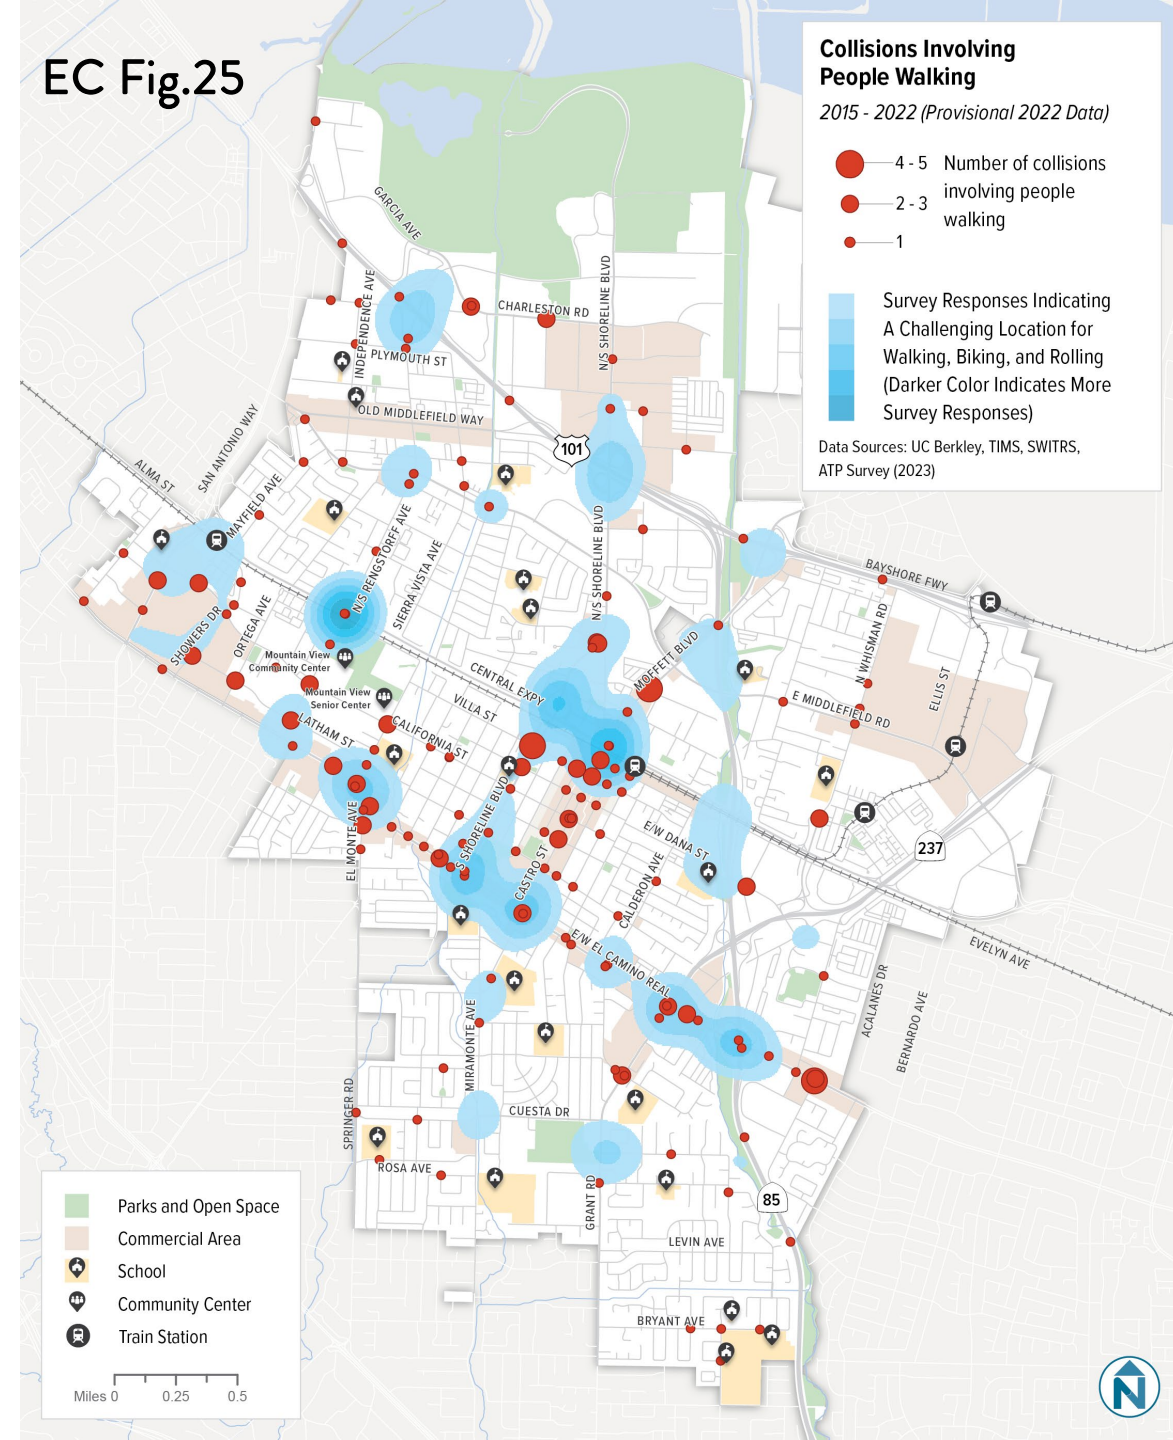 EC Fig.25
Collisions Involving
People Walking
2015 - 2022 (Provisional 2022 Data)
4 - 5
Number of collisions
involving people
walking
2 - 3
1
Survey Responses Indicating
A Challenging Location for
Walking, Biking, and Rolling
(Darker Color Indicates More
Survey Responses)
Data Sources: UC Berkley, TIMS, SWITRS,
ATP Survey (2023)
GARCIA AVE
INDEPENDENCE AVE
CHARLESTON RD
N/S SHORELINE BLVD
PLYMOUTH ST
OLD MIDDLEFIELD WAY
101
SAN ANTONIO WAY
ALMA ST
MAYFIELD AVE
N/S RENGSTORFF AVE
SIERRA VISTA AVE
N/S SHORELINE BLVD
BAYSHORE FWY
SHOWERS DR
ORTEGA AVE
Mountain View
Community Center
Mountain View
Senior Center
CENTRAL EXPY
MOFFETT BLVD
N WHISMAN RD
ELLIS ST
E MIDDLEFIELD RD
VILLA ST
LATHAM ST
CALIFORNIA ST
EL MONTE AVE
S SHORELINE BLVD
CASTRO ST
E/W DANA ST
CALDERON AVE
237
E/W EL CAMINO REAL
EVELYN AVE
ACALANES DR
BERNARDO AVE
MIRAMONTE AVE
SPRINGER RD
CUESTA DR
ROSA AVE
GRANT RD
85
LEVIN AVE
BRYANT AVE
Parks and Open Space
Commercial Area
School
Community Center
Train Station
Miles 0 0.25 0.5
N